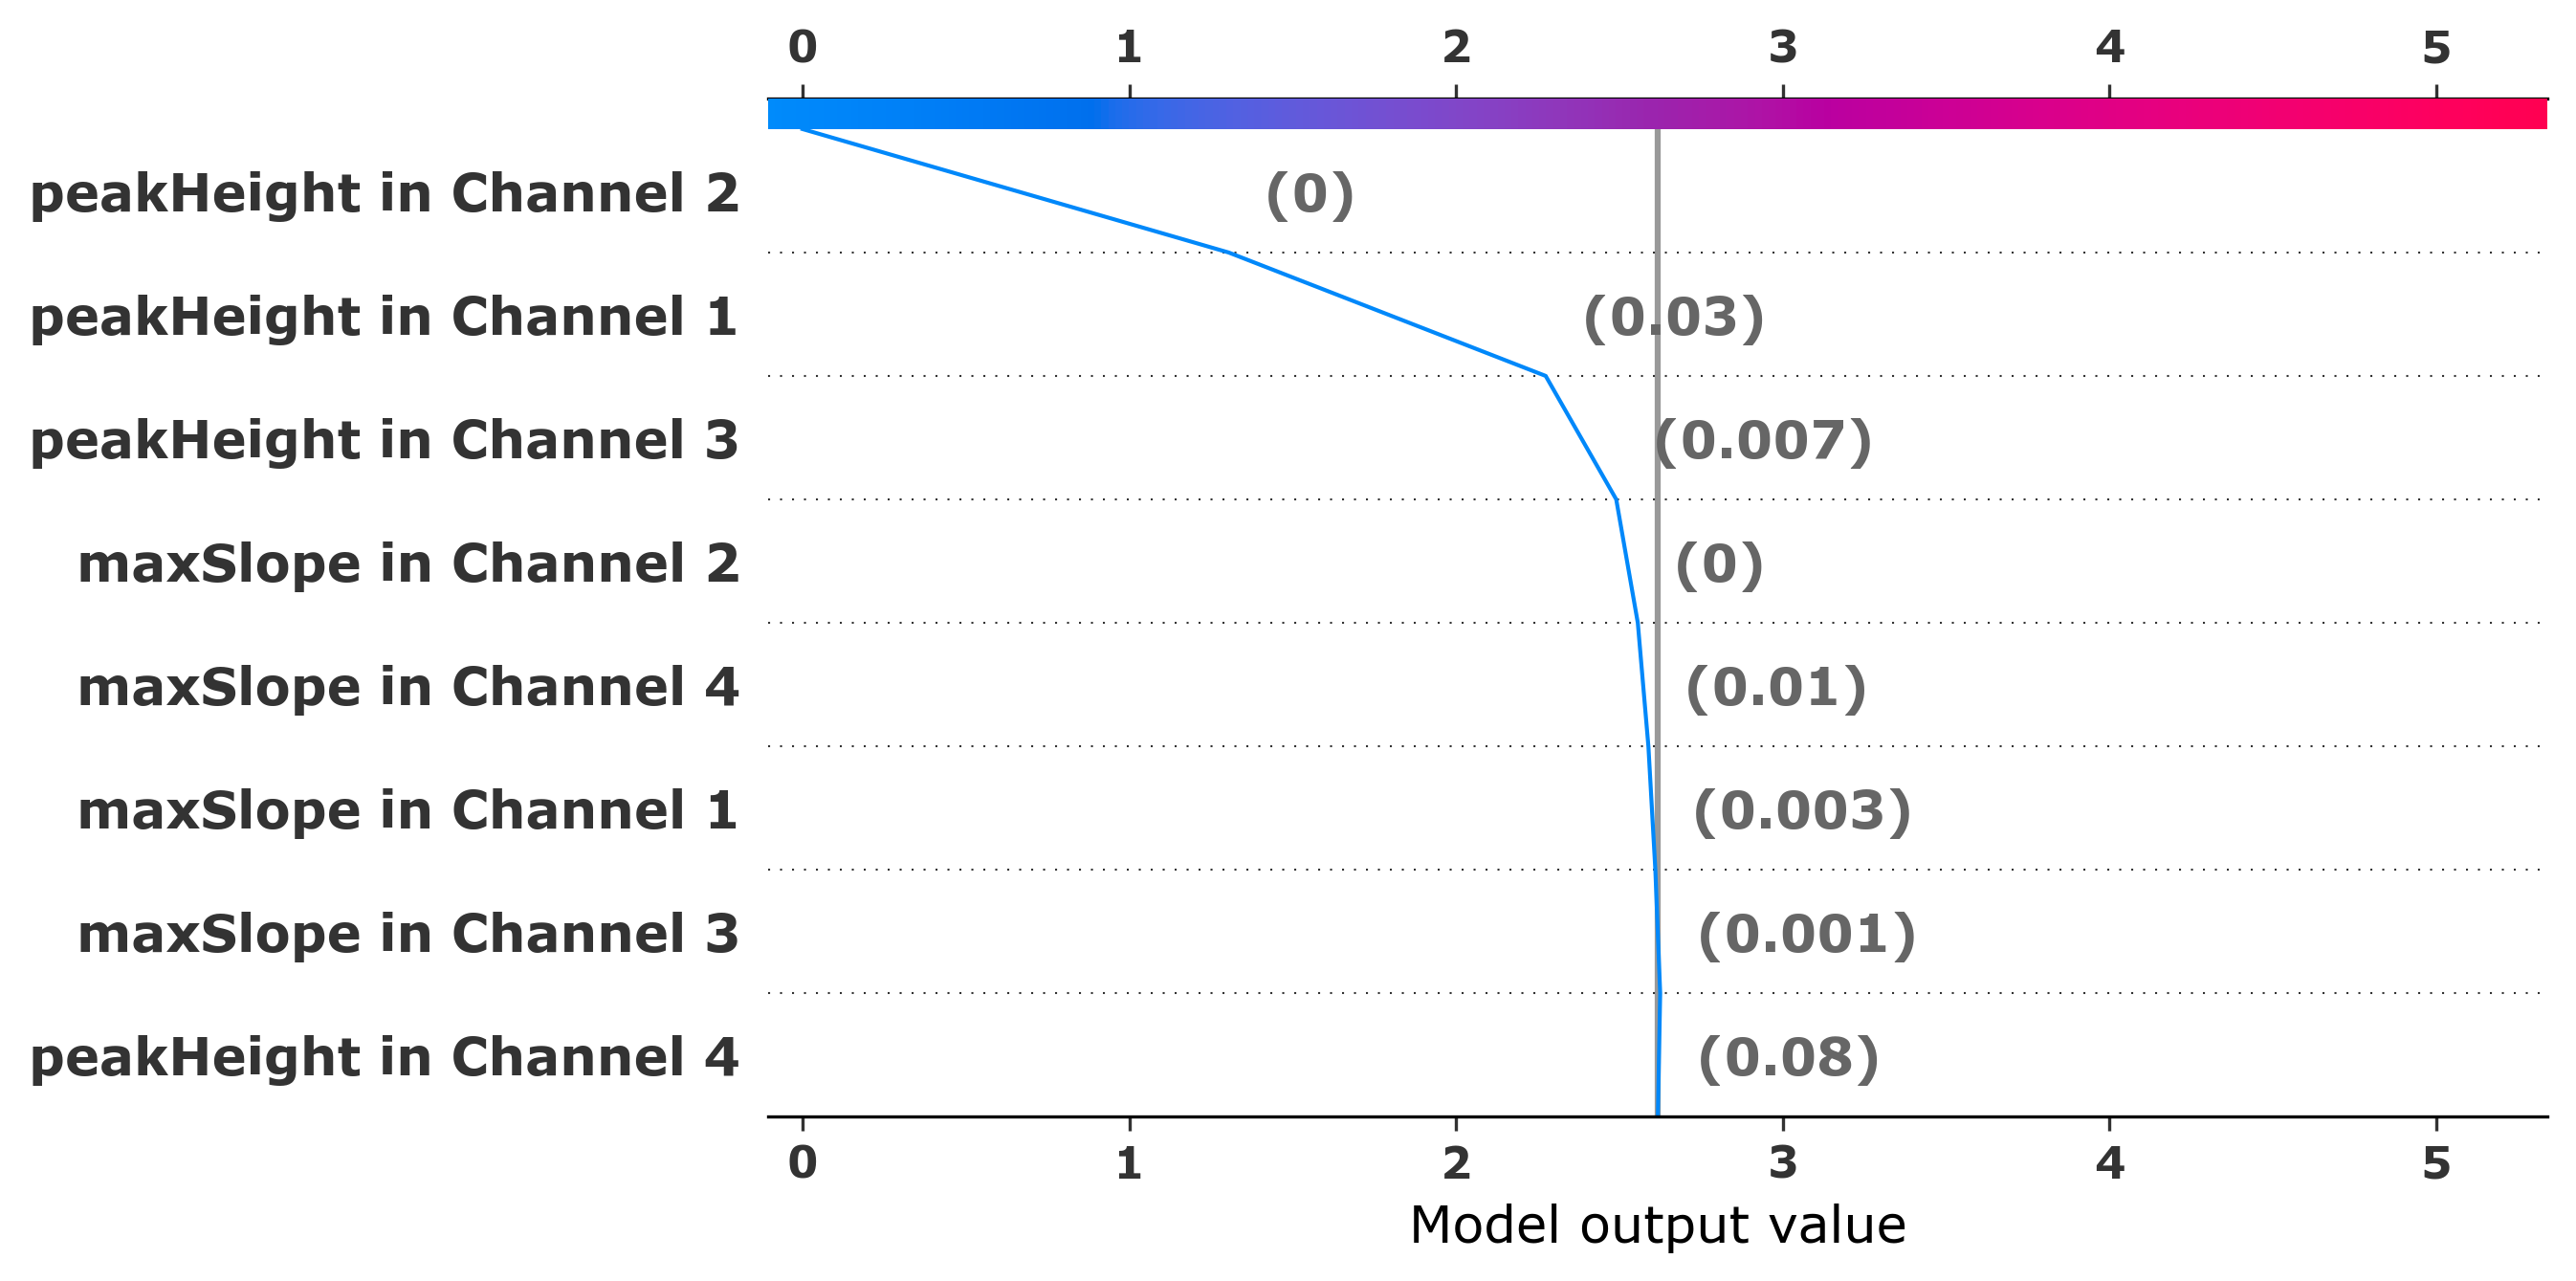 0 1 2 3 4 5
peakHeight in Channel 2 (0)
peakHeight in Channel 1 (0.03)
peakHeight in Channel 3 (0.007)
maxSlope in Channel 2 (0)
maxSlope in Channel 4 (0.01)
maxSlope in Channel 1 (0.003)
maxSlope in Channel 3 (0.001)
peakHeight in Channel 4 (0.08)
0 1 2 3 4 5
Model output value